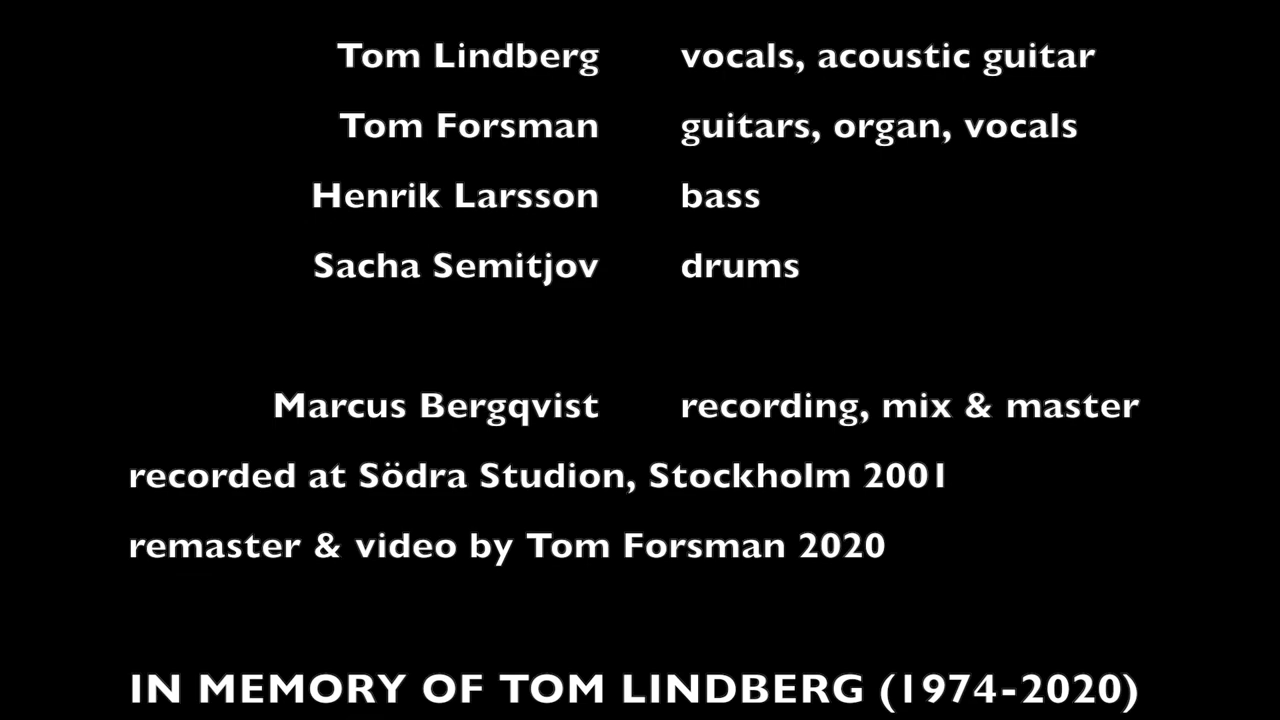 Tom Lindberg vocals, acoustic guitar
Tom Forsman guitars, organ, vocals
Henrik Larsson bass
Sacha Semitjov drums
Marcus Bergqvist recording, mix & master
recorded at Södra Studion, Stockholm 2001
remaster & video by Tom Forsman 2020
IN MEMORY OF TOM LINDBERG (1974-2020)